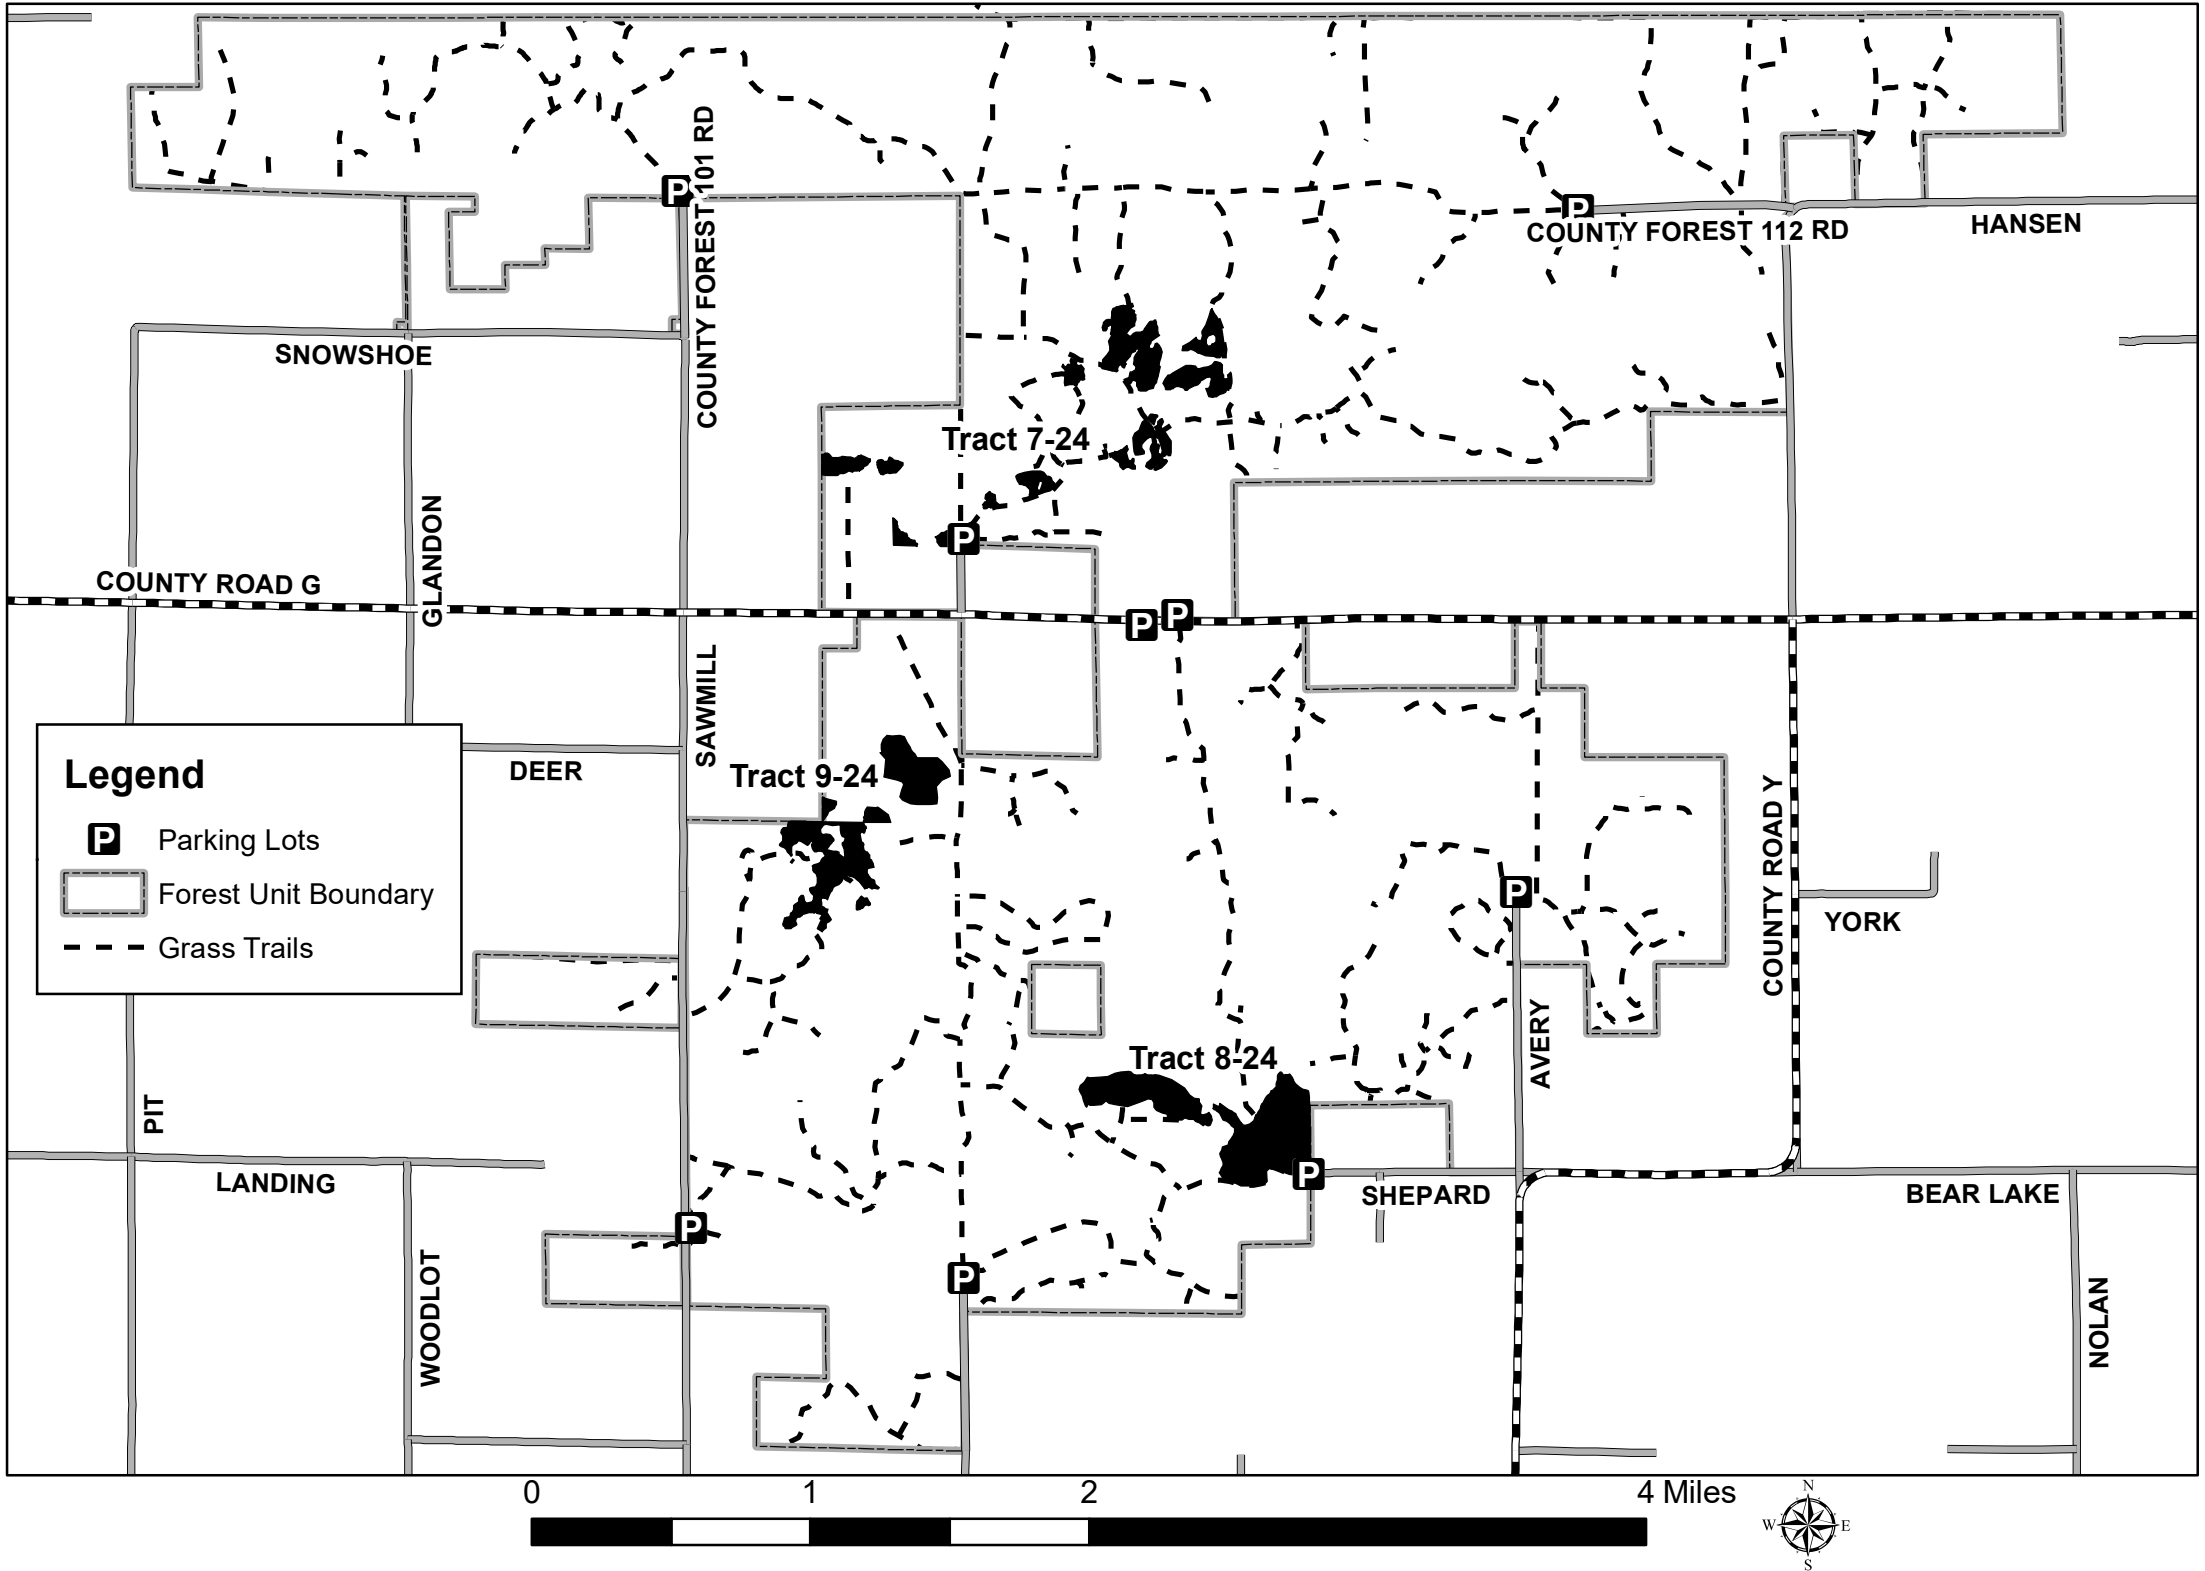 COUNTY FOREST 101 RD
P
P
COUNTY FOREST 112 RD
HANSEN
SNOWSHOE
Tract 7-24
GLANDON
P
COUNTY ROAD G
P
P
SAWMILL
Legend
P Parking Lots
Forest Unit Boundary
Grass Trails
DEER
Tract 9-24
COUNTY ROAD Y
P
YORK
AVERY
Tract 8-24
PIT
LANDING
P
SHEPARD
BEAR LAKE
P
P
WOODLOT
NOLAN
0 1 2 4 Miles
N
W E
S